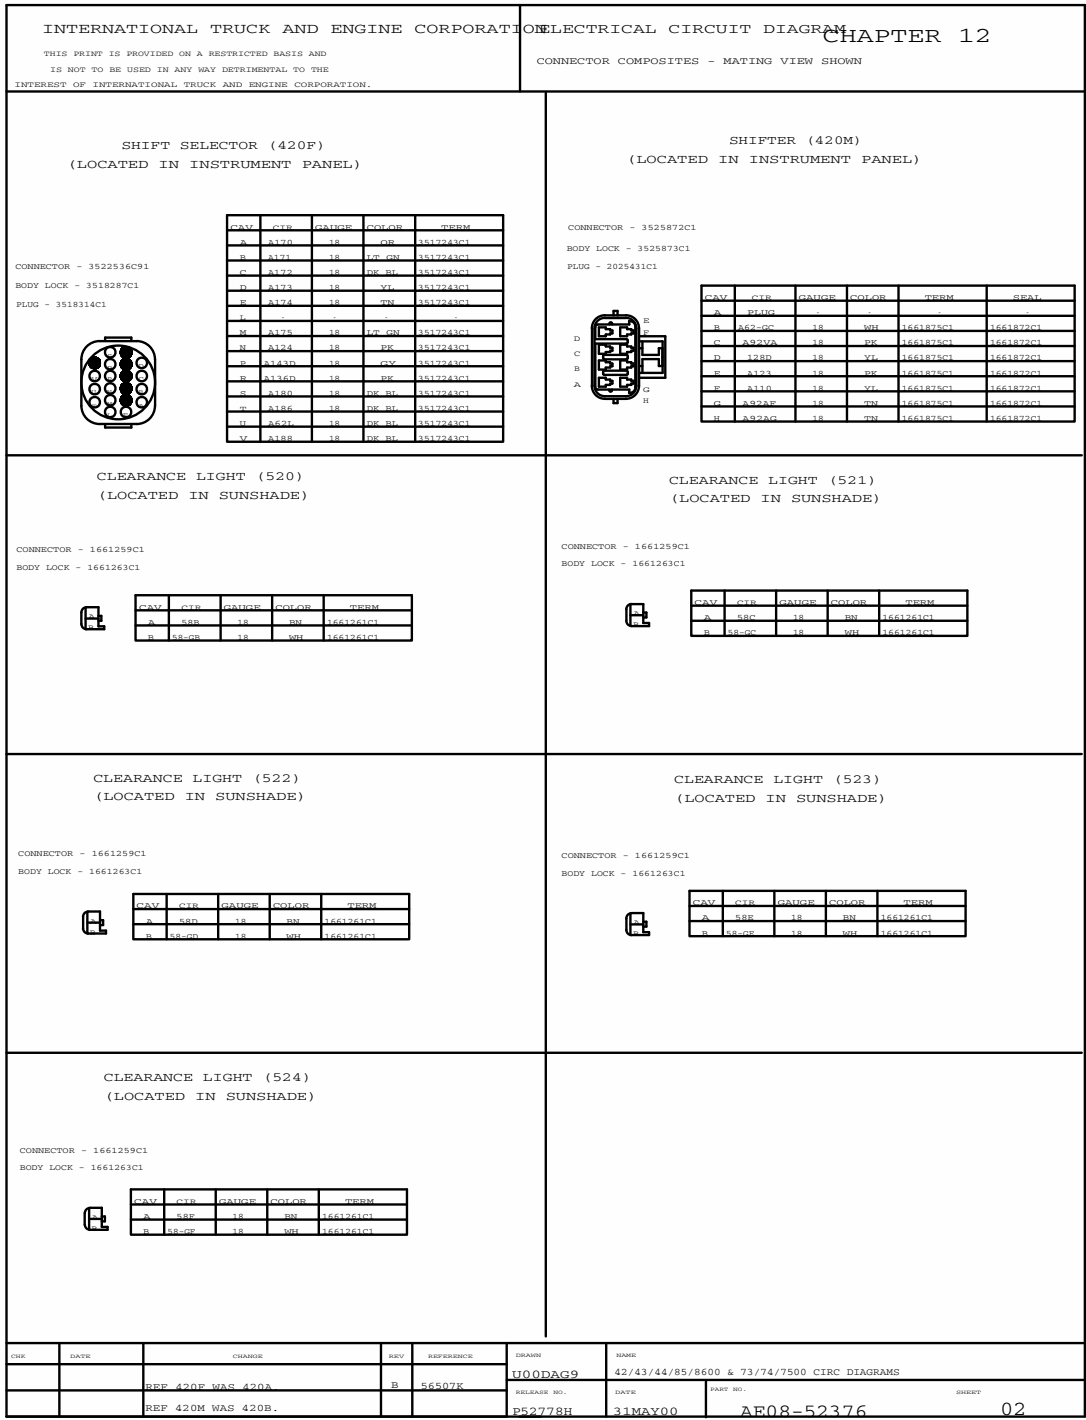 INTERNATIONAL TRUCK AND ENGINE CORPORATION
THIS PRINT IS PROVIDED ON A RESTRICTED BASIS AND
IS NOT TO BE USED IN ANY WAY DETRIMENTAL TO THE
INTEREST OF INTERNATIONAL TRUCK AND ENGINE CORPORATION.
ELECTRICAL CIRCUIT DIAGRAM
CHAPTER 12
CONNECTOR COMPOSITES - MATING VIEW SHOWN
SHIFT SELECTOR (420F)
(LOCATED IN INSTRUMENT PANEL)
CONNECTOR - 3522536C91
BODY LOCK - 3518287C1
PLUG - 3518314C1
CAV CIR GAUGE COLOR TERM
A A170 18 OR 3517243C1
B A171 18 LT GN 3517243C1
C A172 18 DK BL 3517243C1
D A173 18 YL 3517243C1
E A174 18 TN 3517243C1
L - - - -
M A175 18 LT GN 3517243C1
N A124 18 PK 3517243C1
P A143D 18 GY 3517243C1
R A136D 18 PK 3517243C1
S A180 18 DK BL 3517243C1
T A186 18 DK BL 3517243C1
U A62L 18 DK BL 3517243C1
V A188 18 DK BL 3517243C1
SHIFTER (420M)
(LOCATED IN INSTRUMENT PANEL)
CONNECTOR - 3525872C1
BODY LOCK - 3525873C1
PLUG - 2025431C1
D
C
B
A
E
F
G
H
CAV CIR GAUGE COLOR TERM SEAL
A PLUG - - - -
B A62-GC 18 WH 1661875C1 1661872C1
C A92VA 18 PK 1661875C1 1661872C1
D 128D 18 YL 1661875C1 1661872C1
E A123 18 PK 1661875C1 1661872C1
F A110 18 YL 1661875C1 1661872C1
G A92AF 18 TN 1661875C1 1661872C1
H A92AG 18 TN 1661875C1 1661872C1
CLEARANCE LIGHT (520)
(LOCATED IN SUNSHADE)
CONNECTOR - 1661259C1
BODY LOCK - 1661263C1
A
B
CAV CIR GAUGE COLOR TERM
A 58B 18 BN 1661261C1
B 58-GB 18 WH 1661261C1
CLEARANCE LIGHT (521)
(LOCATED IN SUNSHADE)
CONNECTOR - 1661259C1
BODY LOCK - 1661263C1
A
B
CAV CIR GAUGE COLOR TERM
A 58C 18 BN 1661261C1
B 58-GC 18 WH 1661261C1
CLEARANCE LIGHT (522)
(LOCATED IN SUNSHADE)
CONNECTOR - 1661259C1
BODY LOCK - 1661263C1
A
B
CAV CIR GAUGE COLOR TERM
A 58D 18 BN 1661261C1
B 58-GD 18 WH 1661261C1
CLEARANCE LIGHT (523)
(LOCATED IN SUNSHADE)
CONNECTOR - 1661259C1
BODY LOCK - 1661263C1
A
B
CAV CIR GAUGE COLOR TERM
A 58E 18 BN 1661261C1
B 58-GE 18 WH 1661261C1
CLEARANCE LIGHT (524)
(LOCATED IN SUNSHADE)
CONNECTOR - 1661259C1
BODY LOCK - 1661263C1
A
B
CAV CIR GAUGE COLOR TERM
A 58F 18 BN 1661261C1
B 58-GF 18 WH 1661261C1
CHK DATE CHANGE REV REFERENCE
REF 420F WAS 420A. B 56507K
REF 420M WAS 420B.
DRAWN
U00DAG9
NAME
42/43/44/85/8600 & 73/74/7500 CIRC DIAGRAMS
RELEASE NO.
P52778H
DATE
31MAY00
PART NO.
AE08-52376
SHEET
02